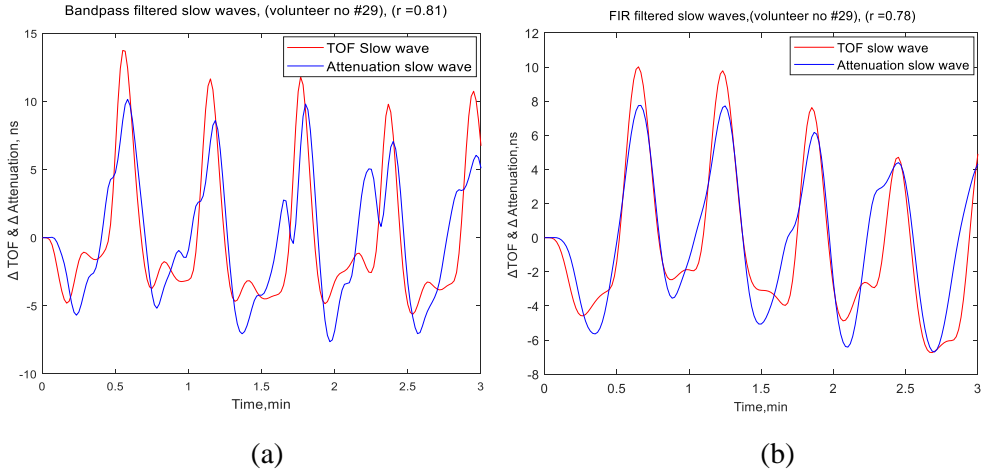 Bandpass filtered slow waves, (volunteer no #29), (r =0.81)
15
10
5
0
-5
-10
Δ TOF & Δ Attenuation, ns
TOF Slow wave
Attenuation slow wave
0 0.5 1 1.5 2 2.5 3
Time,min
(a)
FIR filtered slow waves,(volunteer no #29), (r =0.78)
12
10
8
6
4
2
0
-2
-4
-6
-8
ΔTOF & Δ Attenuation,ns
TOF slow wave
Attenuation slow wave
0 0.5 1 1.5 2 2.5 3
Time,min
(b)